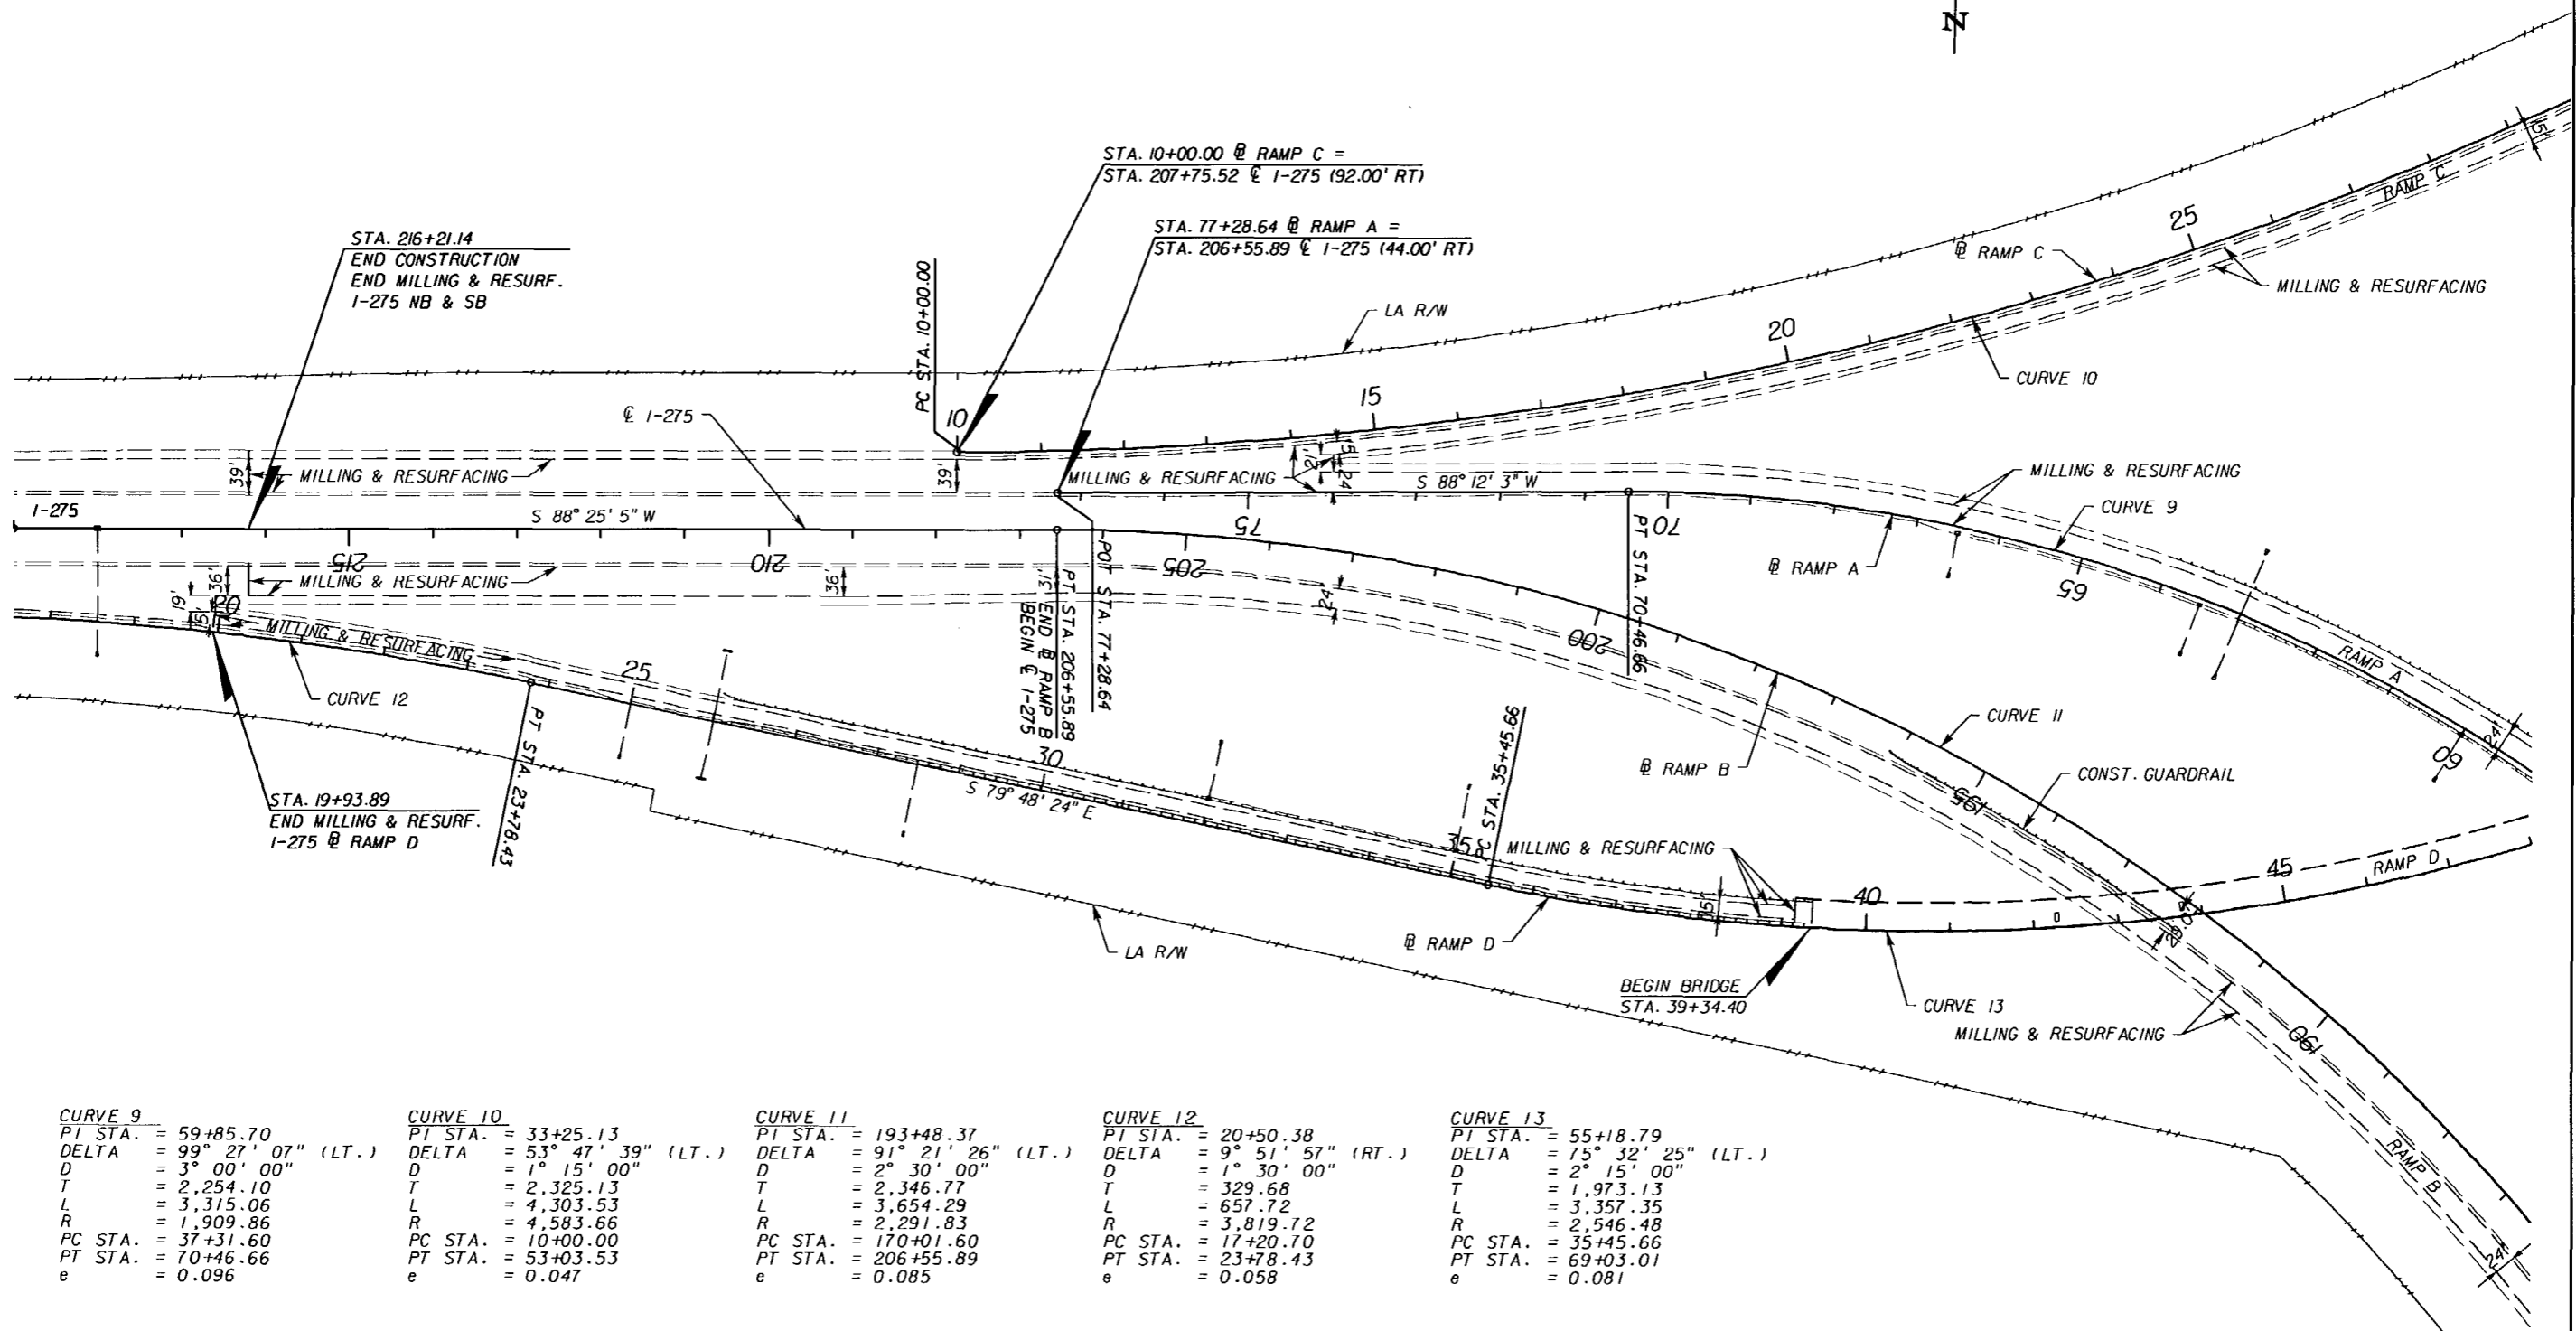 N
STA. 10+00.00 ⅊ RAMP C =
STA. 207+75.52 ℄ I-275 (92.00' RT)
STA. 77+28.64 ⅊ RAMP A =
STA. 206+55.89 ℄ I-275 (44.00' RT)
STA. 216+21.14
END CONSTRUCTION
END MILLING & RESURF.
I-275 NB & SB
PC STA. 10+00.00
LA R/W
15'
RAMP C
25
⅊ RAMP C
MILLING & RESURFACING
20
CURVE 10
15
10
℄ I-275
39'
MILLING & RESURFACING
39'
MILLING & RESURFACING
12'
24'
S 88° 12' 3" W
MILLING & RESURFACING
CURVE 9
I-275
S 88° 25' 5" W
75
70
⅊ RAMP A
65
215
210
205
36'
MILLING & RESURFACING
36'
31'
24'
19'
20
15'
MILLING & RESURFACING
200
RAMP A
25
CURVE 12
PT STA. 23+78.43
END ⅊ RAMP B
BEGIN ℄ I-275
PT STA. 206+55.89
POT STA. 77+28.64
PT STA. 70+46.66
CURVE 11
24'
60
⅊ RAMP B
CONST. GUARDRAIL
195
STA. 19+93.89
END MILLING & RESURF.
I-275 ⅊ RAMP D
30
S 79° 48' 24" E
35
PC STA. 35+45.66
MILLING & RESURFACING
15'
40
45
RAMP D
LA R/W
⅊ RAMP D
BEGIN BRIDGE
STA. 39+34.40
CURVE 13
MILLING & RESURFACING
190
RAMP B
24'
CURVE 9
PI STA. = 59+85.70
DELTA = 99° 27' 07" (LT.)
D = 3° 00' 00"
T = 2,254.10
L = 3,315.06
R = 1,909.86
PC STA. = 37+31.60
PT STA. = 70+46.66
e = 0.096
CURVE 10
PI STA. = 33+25.13
DELTA = 53° 47' 39" (LT.)
D = 1° 15' 00"
T = 2,325.13
L = 4,303.53
R = 4,583.66
PC STA. = 10+00.00
PT STA. = 53+03.53
e = 0.047
CURVE 11
PI STA. = 193+48.37
DELTA = 91° 21' 26" (LT.)
D = 2° 30' 00"
T = 2,346.77
L = 3,654.29
R = 2,291.83
PC STA. = 170+01.60
PT STA. = 206+55.89
e = 0.085
CURVE 12
PI STA. = 20+50.38
DELTA = 9° 51' 57" (RT.)
D = 1° 30' 00"
T = 329.68
L = 657.72
R = 3,819.72
PC STA. = 17+20.70
PT STA. = 23+78.43
e = 0.058
CURVE 13
PI STA. = 55+18.79
DELTA = 75° 32' 25" (LT.)
D = 2° 15' 00"
T = 1,973.13
L = 3,357.35
R = 2,546.48
PC STA. = 35+45.66
PT STA. = 69+03.01
e = 0.081